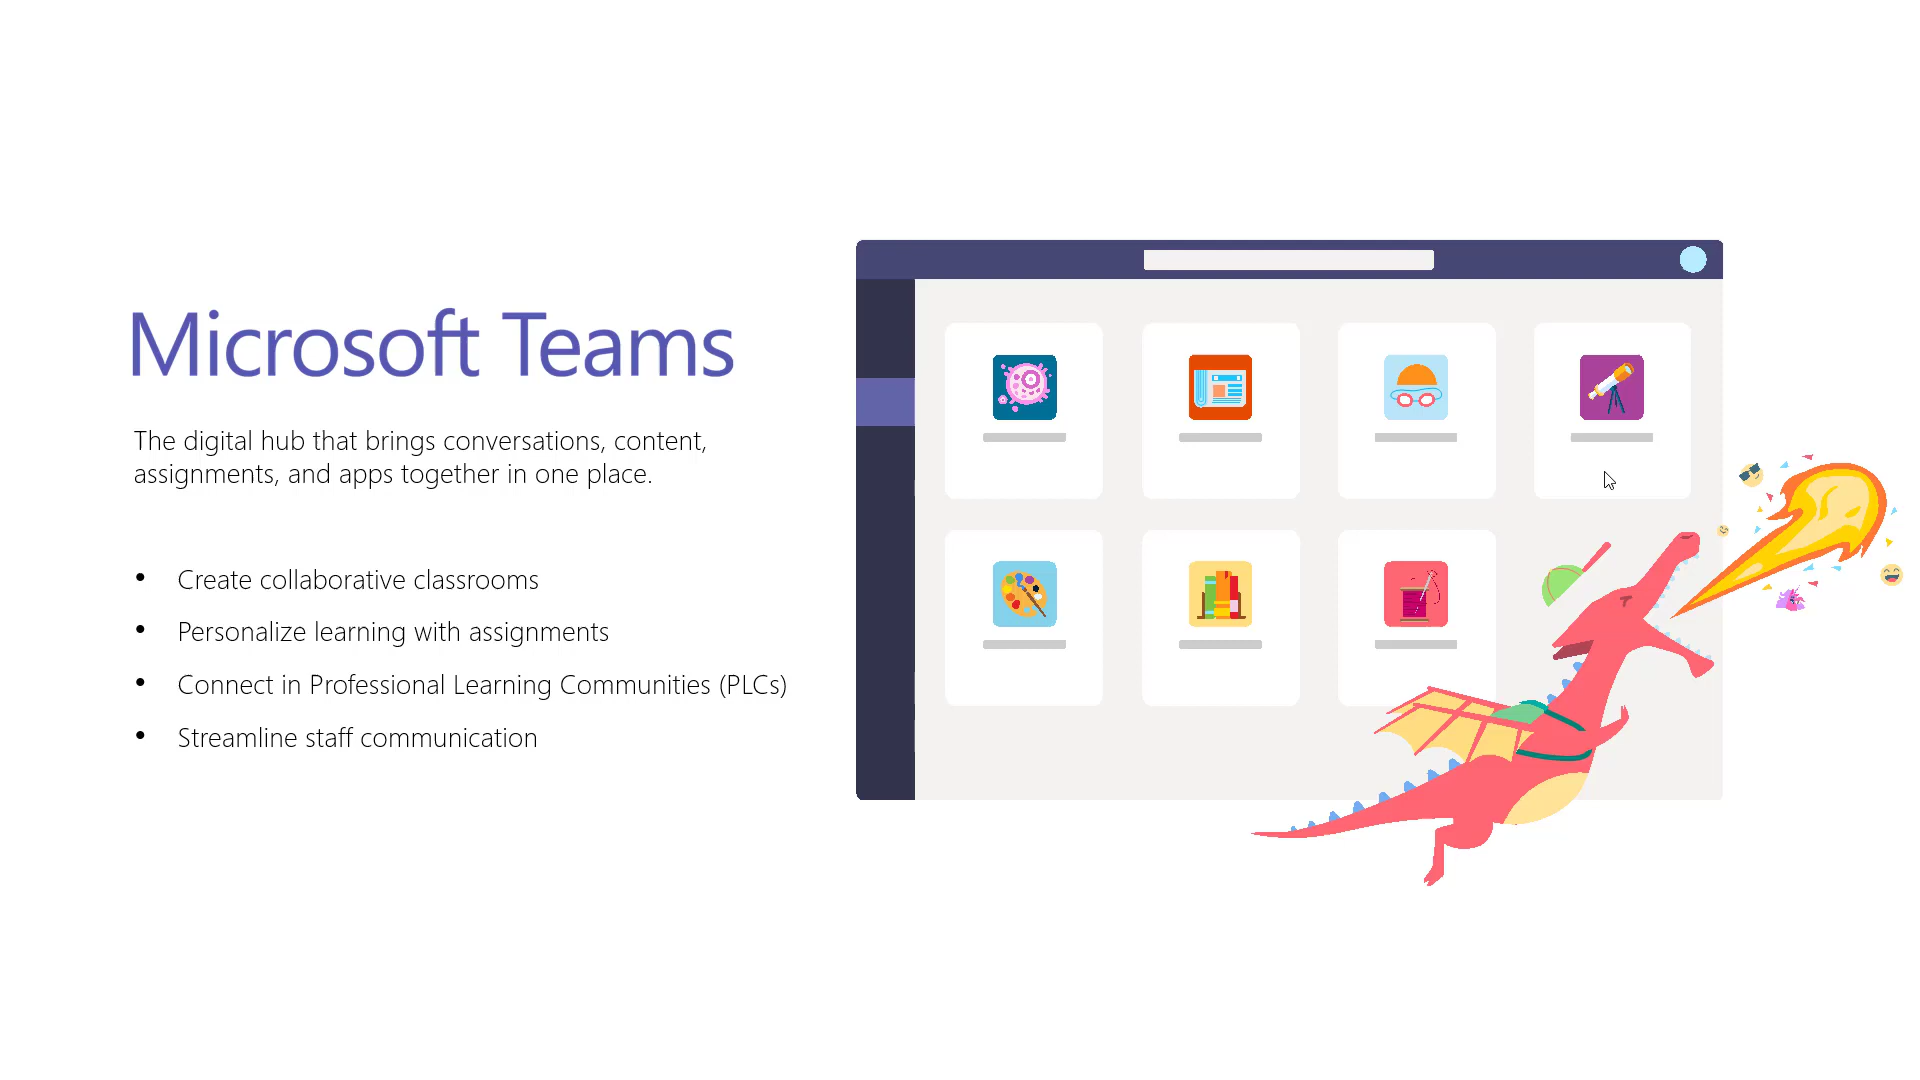 Microsoft Teams
The digital hub that brings conversations, content,
assignments, and apps together in one place.
• Create collaborative classrooms
• Personalize learning with assignments
• Connect in Professional Learning Communities (PLCs)
• Streamline staff communication